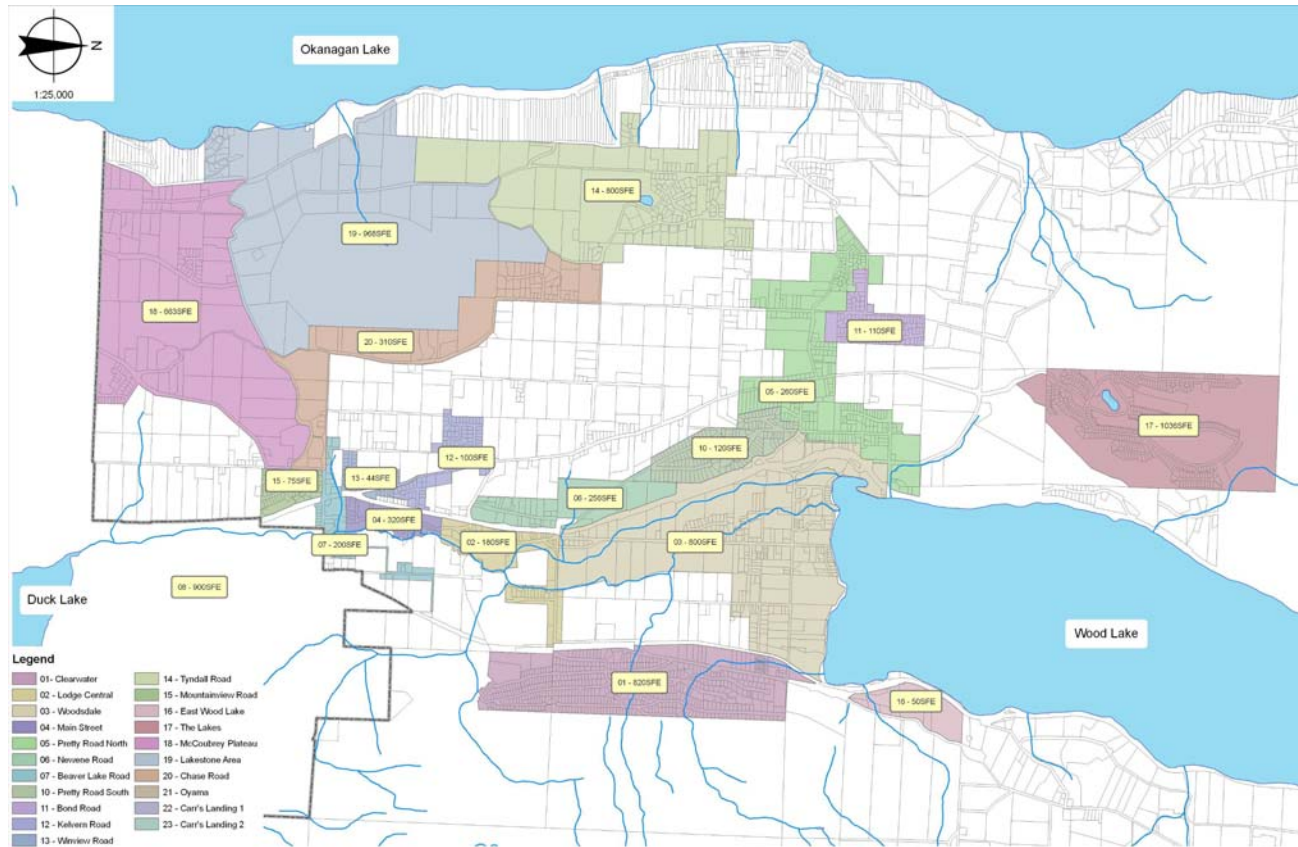 Okanagan Lake
N
1:25,000
14 - 800SFE
19 - 968SFE
18 - 663SFE
11 - 110SFE
20 - 310SFE
05 - 260SFE
17 - 1036SFE
10 - 120SFE
12 - 100SFE
15 - 75SFE
13 - 44SFE
06 - 256SFE
04 - 320SFE
02 - 180SFE
03 - 800SFE
07 - 200SFE
08 - 900SFE
Duck Lake
Wood Lake
01 - 820SFE
16 - 50SFE
Legend
01- Clearwater
02 - Lodge Central
03 - Woodsdale
04 - Main Street
05 - Pretty Road North
06 - Newene Road
07 - Beaver Lake Road
10 - Pretty Road South
11 - Bond Road
12 - Kelvern Road
13 - Winview Road
14 - Tyndall Road
15 - Mountainview Road
16 - East Wood Lake
17 - The Lakes
18 - McCoubrey Plateau
19 - Lakestone Area
20 - Chase Road
21 - Oyama
22 - Carr's Landing 1
23 - Carr's Landing 2